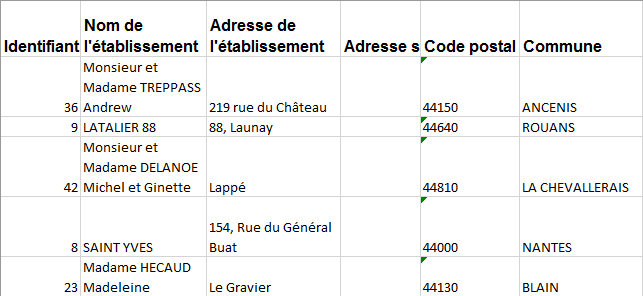 Identifiant
Nom de
l'établissement
Adresse de
l'établissement
Adresse s
Code postal
Commune
Monsieur et
Madame TREPPASS
36 Andrew 219 rue du Château 44150 ANCENIS
9 LATALIER 88 88, Launay 44640 ROUANS
Monsieur et
Madame DELANOE
42 Michel et Ginette Lappé 44810 LA CHEVALLERAIS
154, Rue du Général
8 SAINT YVES Buat 44000 NANTES
Madame HECAUD
23 Madeleine Le Gravier 44130 BLAIN